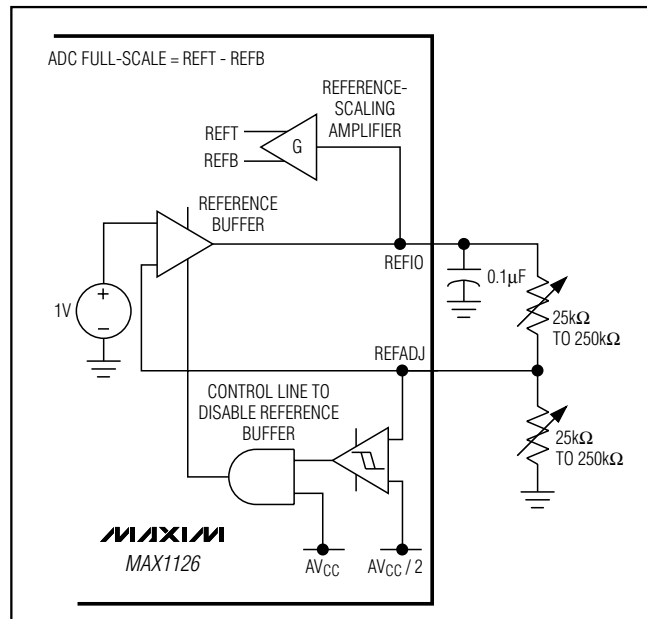 ADC FULL-SCALE = REFT - REFB
REFERENCE-
SCALING
AMPLIFIER
REFT
REFB
G
REFERENCE
BUFFER
REFIO
0.1µF
1V
+
−
25kΩ
TO 250kΩ
REFADJ
CONTROL LINE TO
DISABLE REFERENCE
BUFFER
25kΩ
TO 250kΩ
MAXIM
MAX1126
AVCC
AVCC / 2